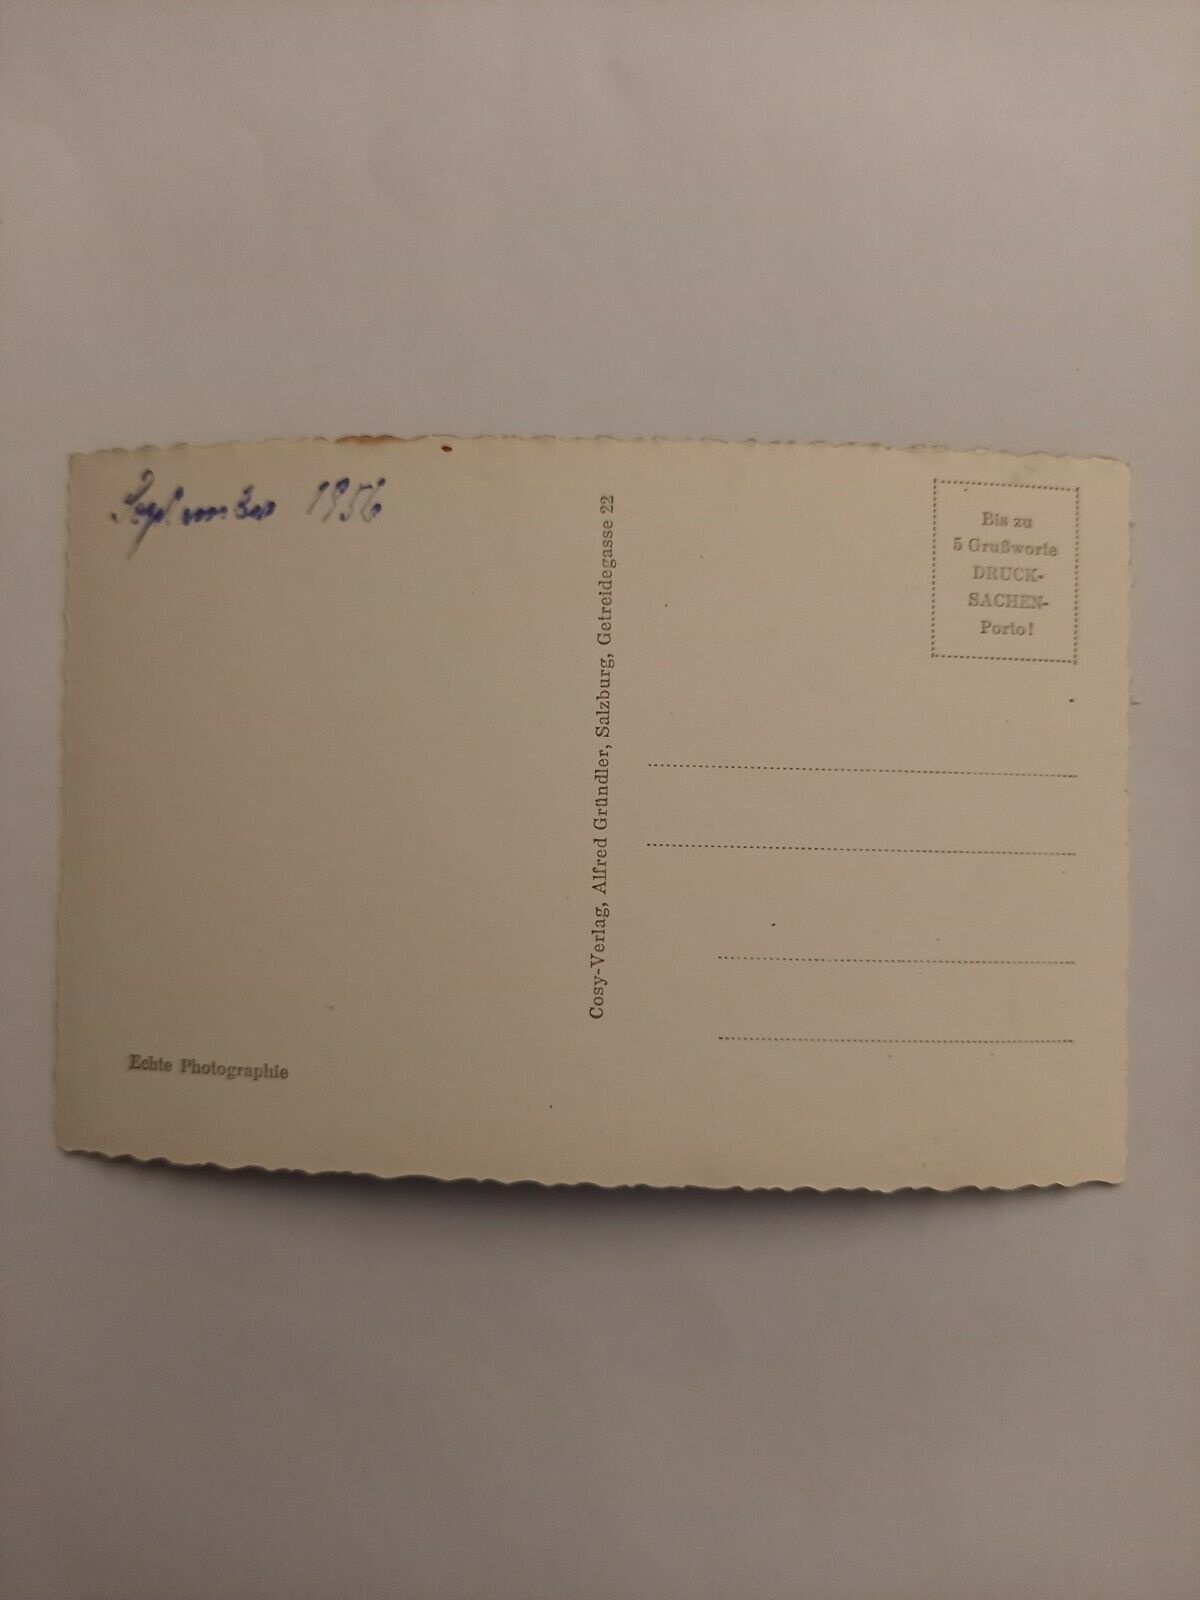 September 1956
Bis zu
5 Grußworte
DRUCK-
SACHEN-
Porto!
Cosy-Verlag, Alfred Gründler, Salzburg, Getreidegasse 22
Echte Photographie